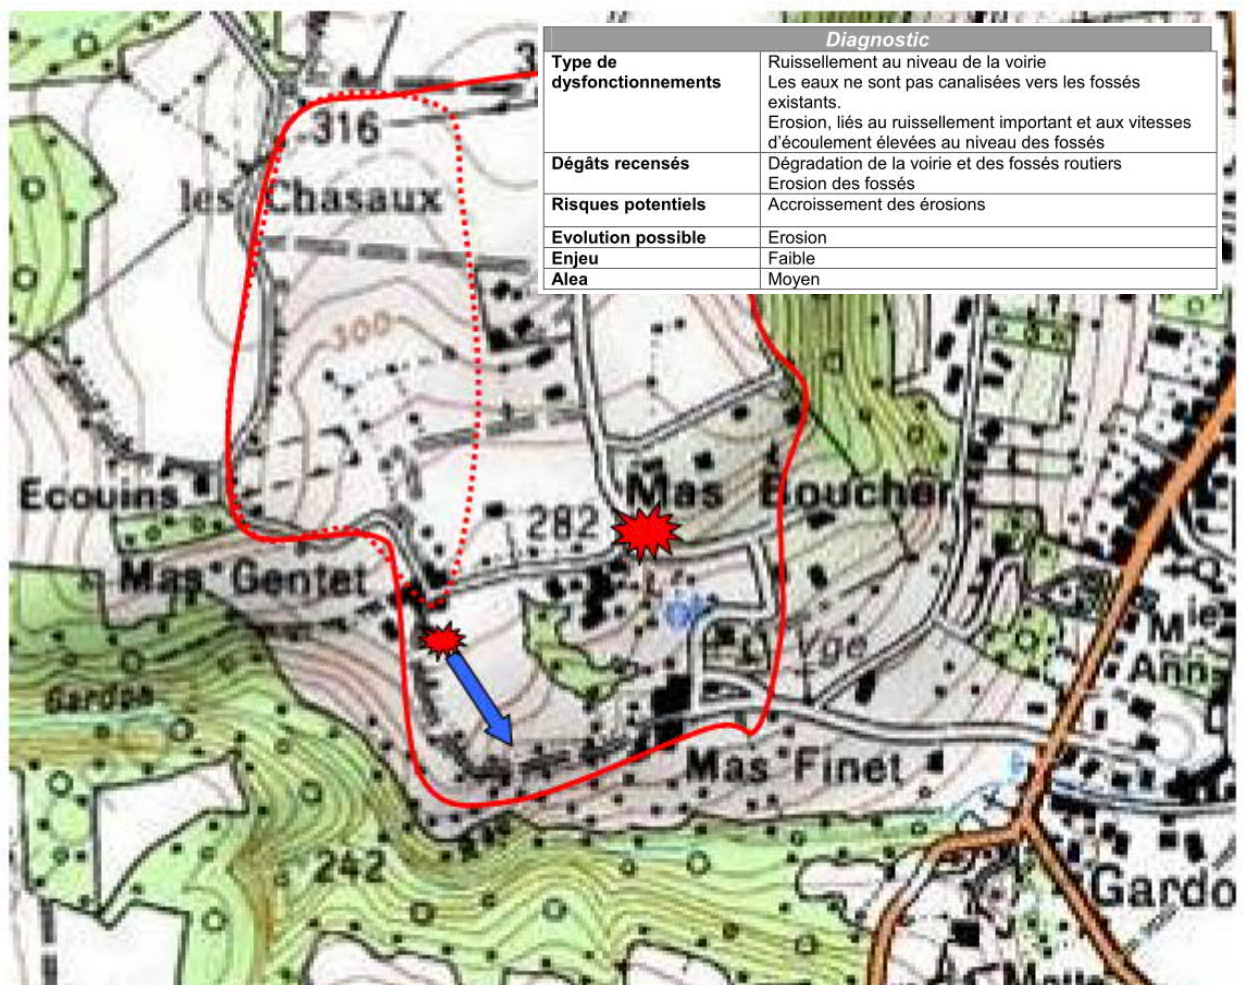 Diagnostic
Type de dysfonctionnements
Ruissellement au niveau de la voirie
Les eaux ne sont pas canalisées vers les fossés
existants.
Erosion, liés au ruissellement important et aux vitesses
d'écoulement élevées au niveau des fossés
Dégâts recensés
Dégradation de la voirie et des fossés routiers
Erosion des fossés
Risques potentiels
Accroissement des érosions
Evolution possible
Erosion
Enjeu
Faible
Alea
Moyen
3
316
les Chasaux
300
Ecouins
282
Mas Boucher
Mas Gentet
Vge
Mie
Ann
Mas Finet
242
Gardo